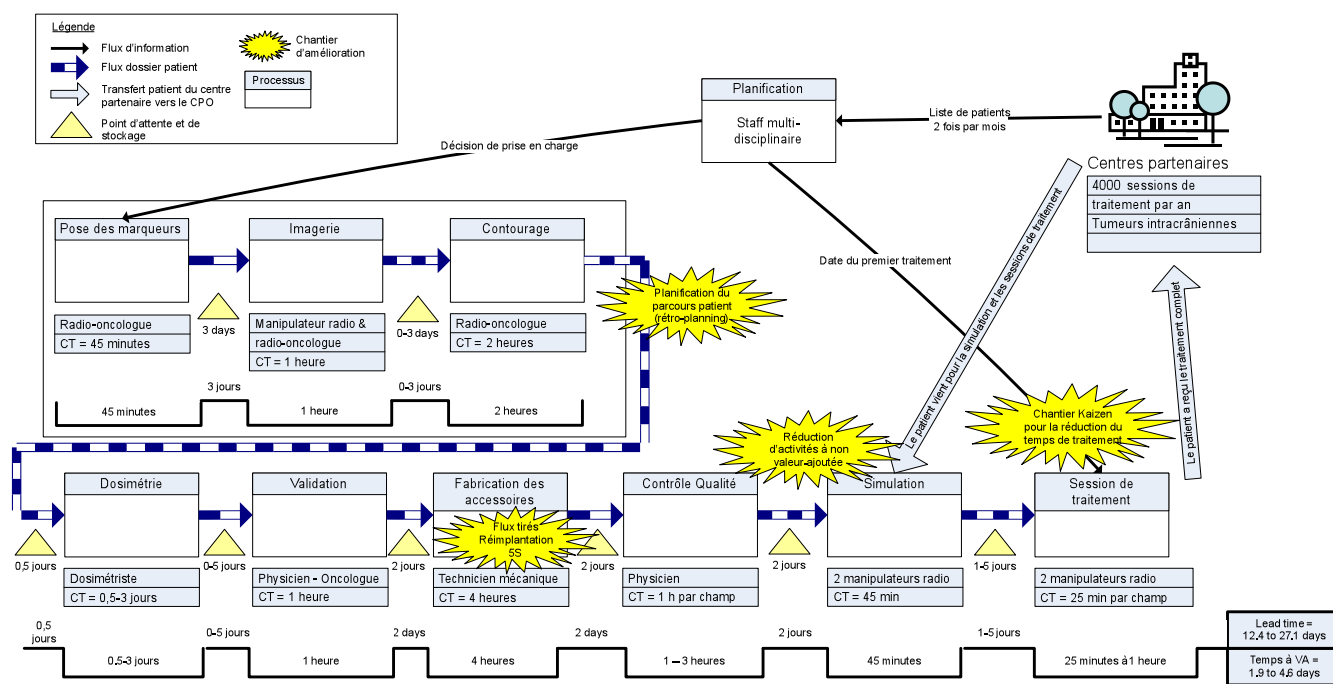 Légende
Flux d'information
Flux dossier patient
Transfert patient du centre
partenaire vers le CPO
Point d'attente et de
stockage
Chantier
d'amélioration
Processus
Planification
Staff multi-
disciplinaire
Liste de patients
2 fois par mois
Centres partenaires
4000 sessions de
traitement par an
Tumeurs intracrâniennes
Décision de prise en charge
Date du premier traitement
Le patient vient pour la simulation et les sessions de traitement
Le patient a reçu le traitement complet
Pose des marqueurs
Imagerie
Contourage
Radio-oncologue
CT = 45 minutes
3 days
Manipulateur radio &
radio-oncologue
CT = 1 heure
0-3 days
Radio-oncologue
CT = 2 heures
Planification du
parcours patient
(rétro-planning)
45 minutes
3 jours
1 heure
0-3 jours
2 heures
Réduction
d'activités à non
valeur-ajoutée
Chantier Kaizen
pour la réduction du
temps de traitement
Dosimétrie
Validation
Fabrication des
accessoires
Flux tirés
Réimplantation
5S
Contrôle Qualité
Simulation
Session de
traitement
0,5 jours
Dosimétriste
CT = 0,5-3 jours
0-5 jours
Physicien - Oncologue
CT = 1 heure
2 jours
Technicien mécanique
CT = 4 heures
2 jours
Physicien
CT = 1 h par champ
2 jours
2 manipulateurs radio
CT = 45 min
1-5 jours
2 manipulateurs radio
CT = 25 min par champ
0,5
jours
0.5-3 jours
0-5 jours
1 heure
2 days
4 heures
2 days
1 – 3 heures
2 jours
45 minutes
1-5 jours
25 minutes à 1 heure
Lead time =
12.4 to 27.1 days
Temps à VA =
1.9 to 4.6 days